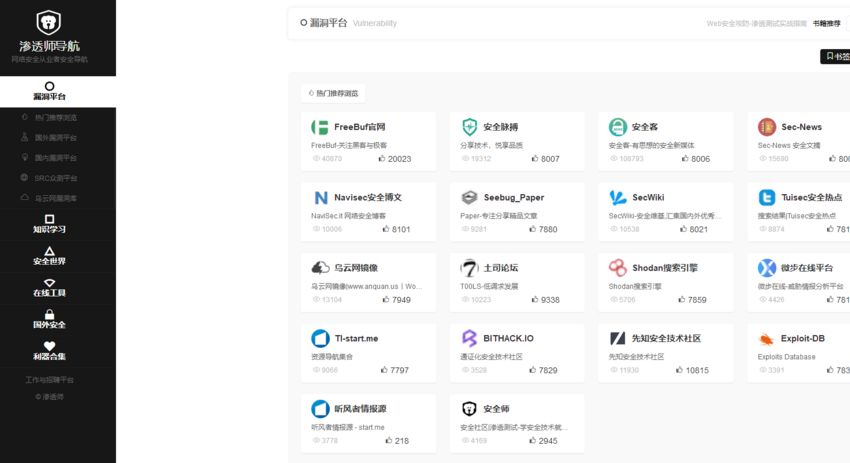 渗透师导航
网络安全从业者安全导航
漏洞平台
热门推荐浏览
国外漏洞平台
国内漏洞平台
SRC众测平台
乌云网漏洞库
知识学习
安全世界
在线工具
国外安全
利器合集
工作与招聘平台
© 渗透师
漏洞平台 Vulnerability
Web安全攻防-渗透测试实战指南 书籍推荐
书签
热门推荐浏览
FreeBuf官网
FreeBuf-关注黑客与极客
40870 20023
安全脉搏
分享技术，悦享品质
19312 8007
安全客
安全客-有思想的安全新媒体
108793 8006
Sec-News
Sec-News 安全文摘
15690 800
Navisec安全博文
NaviSec.it 网络安全博客
10006 8101
Seebug_Paper
Paper-专注分享精品文章
9281 7880
SecWiki
SecWiki-安全维基,汇集国内外优秀...
10538 8021
Tuisec安全热点
搜索结果|Tuisec安全热点
8874 781
乌云网镜像
乌云网镜像(www.anquan.us | Wo...
13104 7949
土司论坛
T00LS-低调求发展
10223 9338
Shodan搜索引擎
Shodan搜索引擎
5706 7859
微步在线平台
微步在线-威胁情报分析平台
4426 781
TI-start.me
资源导航集合
9066 7797
BITHACK.IO
通证化安全技术社区
3528 7829
先知安全技术社区
先知安全技术社区
11930 10815
Exploit-DB
Exploits Database
3391 783
听风者情报源
听风者情报源 - start.me
3778 218
安全师
安全社区|渗透测试-学安全技术就...
4169 2945